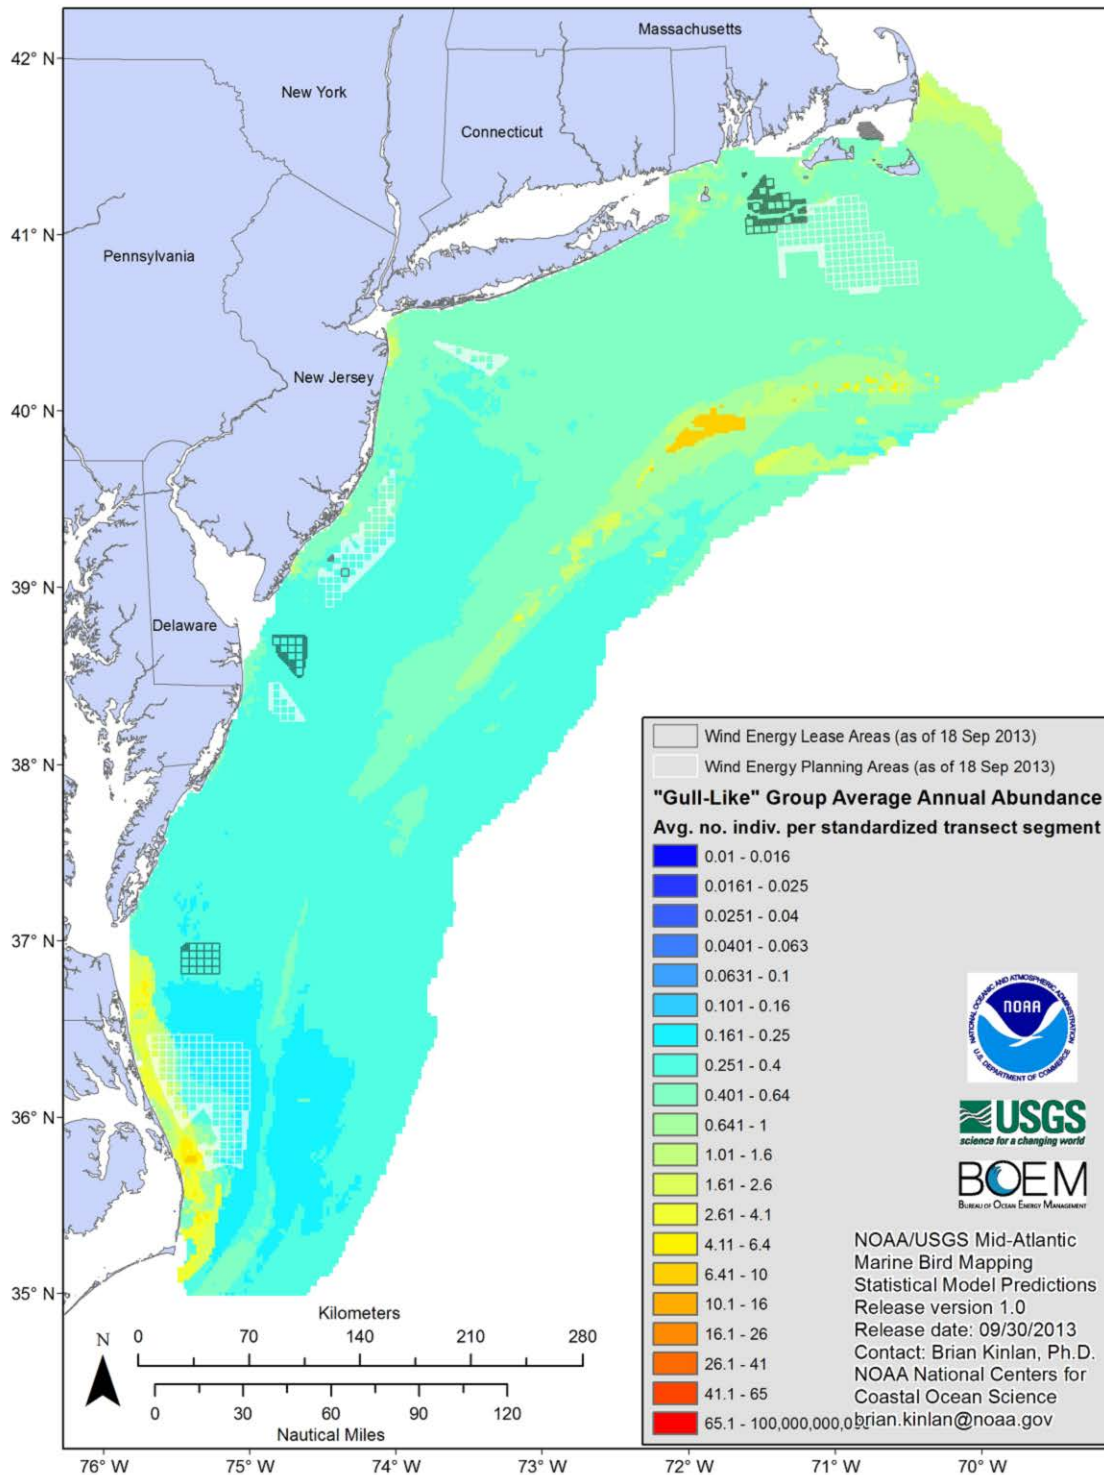 42° N
41° N
40° N
39° N
38° N
37° N
36° N
35° N
Massachusetts
New York
Connecticut
Pennsylvania
New Jersey
Delaware
Wind Energy Lease Areas (as of 18 Sep 2013)
Wind Energy Planning Areas (as of 18 Sep 2013)
"Gull-Like" Group Average Annual Abundance
Avg. no. indiv. per standardized transect segment
0.01 - 0.016
0.0161 - 0.025
0.0251 - 0.04
0.0401 - 0.063
0.0631 - 0.1
0.101 - 0.16
0.161 - 0.25
0.251 - 0.4
0.401 - 0.64
0.641 - 1
1.01 - 1.6
1.61 - 2.6
2.61 - 4.1
4.11 - 6.4
6.41 - 10
10.1 - 16
16.1 - 26
26.1 - 41
41.1 - 65
65.1 -
NATIONAL OCEANIC AND ATMOSPHERIC ADMINISTRATION
NOAA
U.S. DEPARTMENT OF COMMERCE
USGS
science for a changing world
BOEM
BUREAU OF OCEAN ENERGY MANAGEMENT
NOAA/USGS Mid-Atlantic
Marine Bird Mapping
Statistical Model Predictions
Release version 1.0
Release date: 09/30/2013
Contact: Brian Kinlan, Ph.D.
NOAA National Centers for
Coastal Ocean Science
brian.kinlan@noaa.gov
Kilometers
0 70 140 210 280
N
0 30 60 90 120
Nautical Miles
76° W 75° W 74° W 73° W 72° W 71° W 70° W